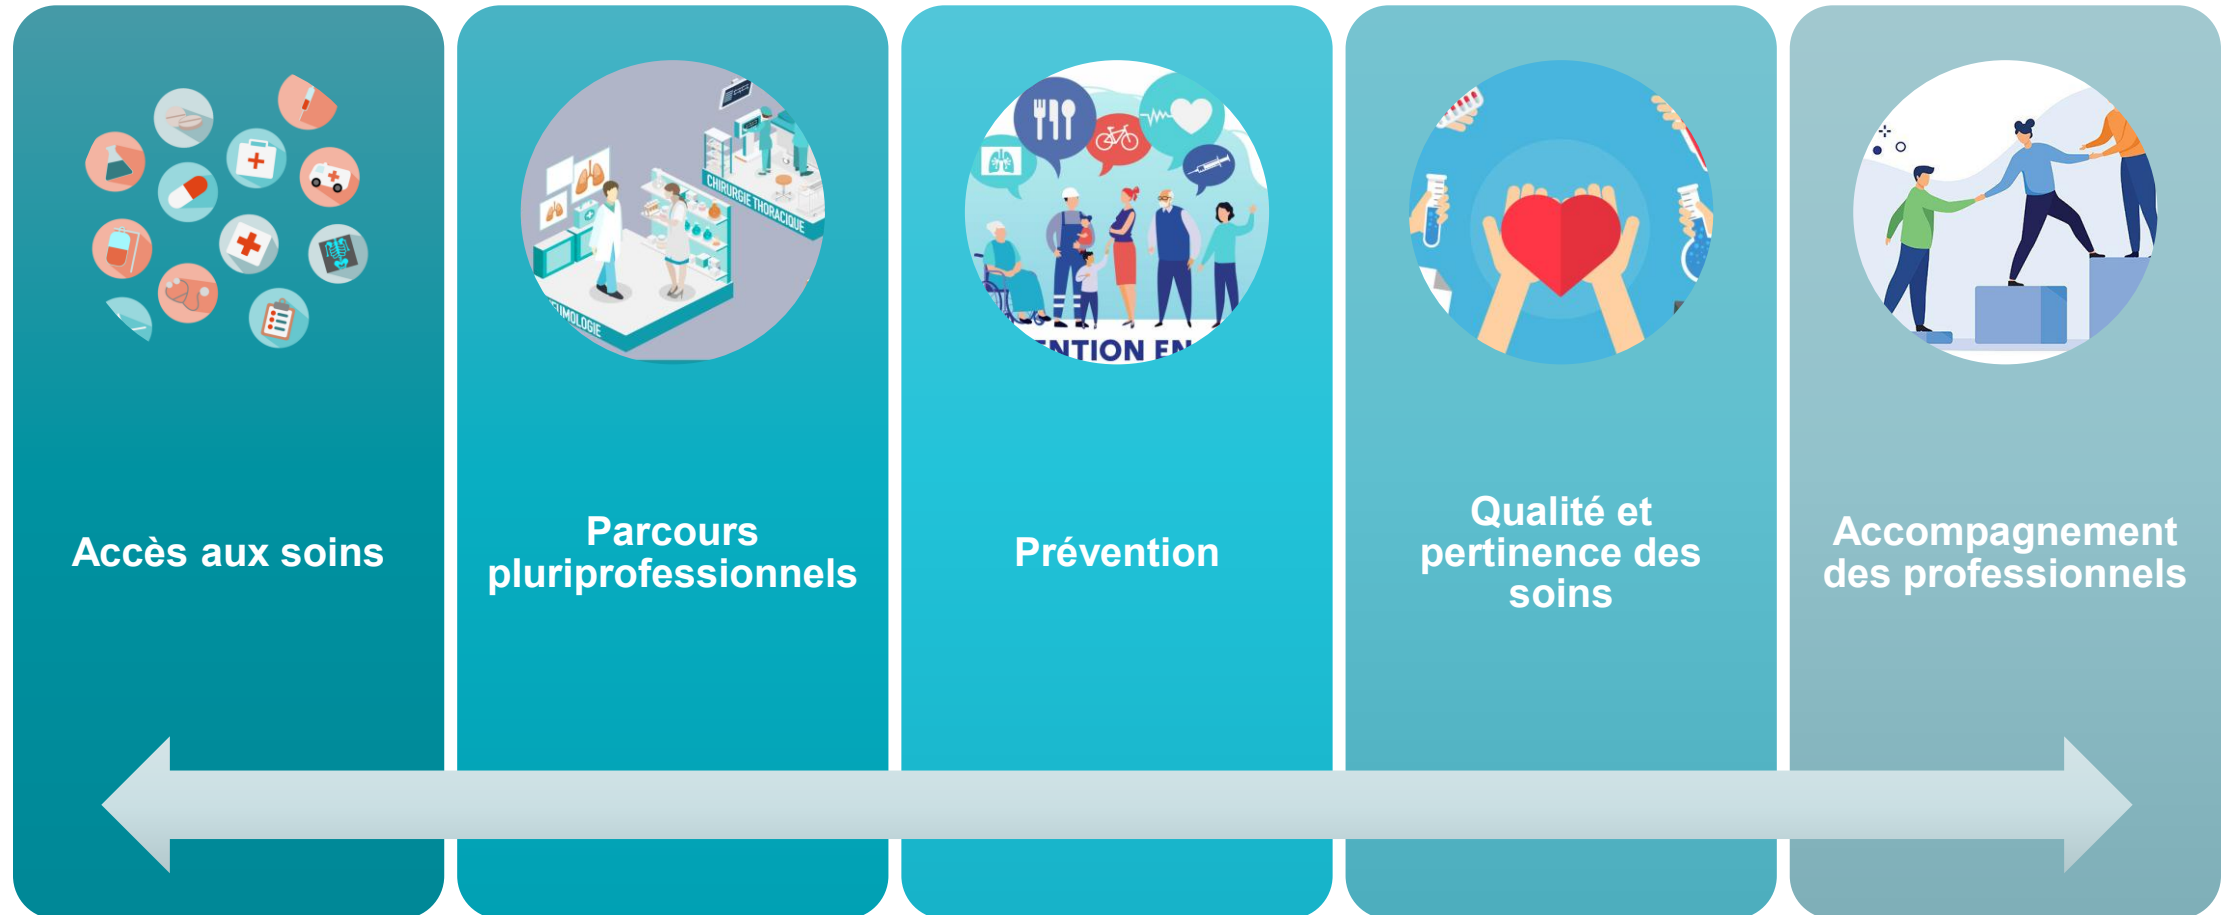 CHIRURGIE THORACIQUE
Accès aux soins
Parcours
pluriprofessionnels
Prévention
Qualité et
pertinence des
soins
Accompagnement
des professionnels